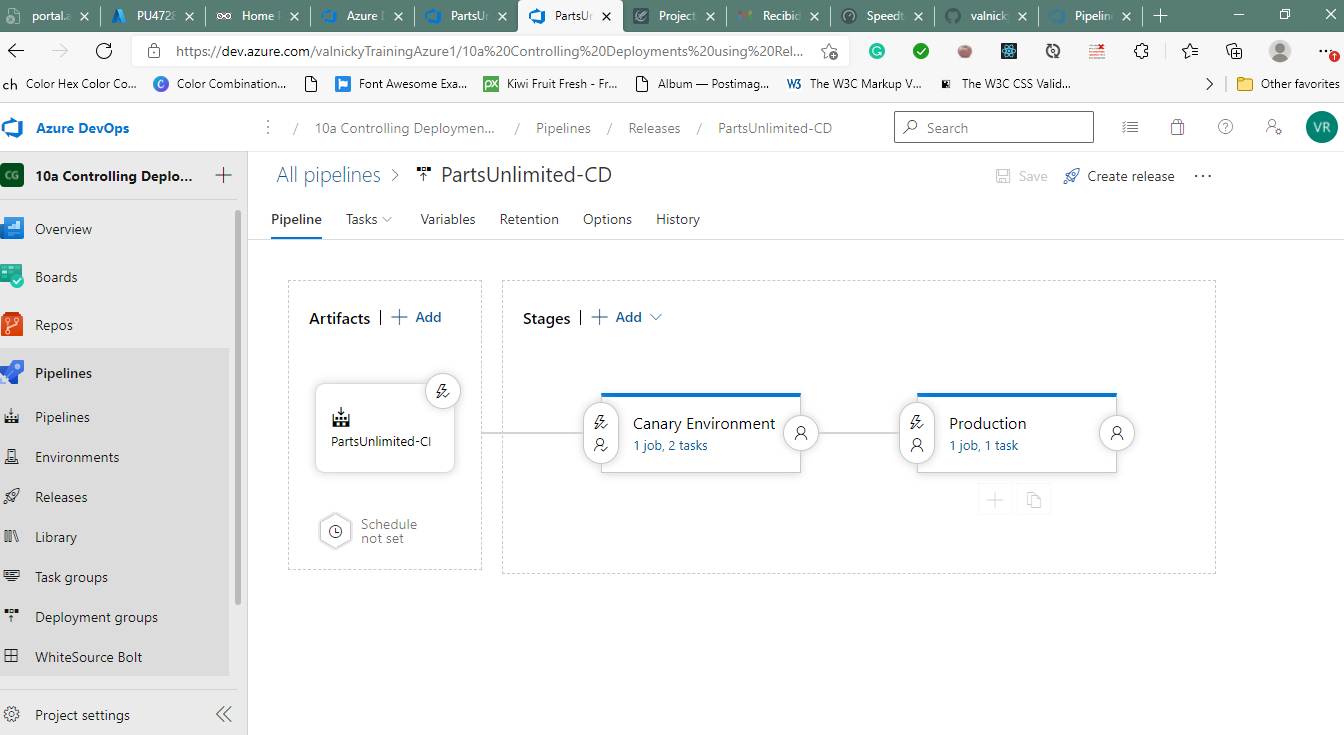 portal.a
PU4728
Home
Azure D
PartsUn
PartsUn
Project
Recibid
Speedt
valnick
Pipelin
https://dev.azure.com/valnickyTrainingAzure1/10a%20Controlling%20Deployments%20using%20Rel...
1
ch
Color Hex Color Co...
Color Combination...
Font Awesome Exa...
Kiwi Fruit Fresh - Fr...
Album — Postimag...
The W3C Markup V...
The W3C CSS Valid...
Other favorites
Azure DevOps
/ 10a Controlling Deploymen... / Pipelines / Releases / PartsUnlimited-CD
Search
VR
CG
10a Controlling Deplo...
All pipelines > PartsUnlimited-CD
Save
Create release
Pipeline
Tasks
Variables
Retention
Options
History
Overview
Boards
Repos
Pipelines
Pipelines
Environments
Releases
Library
Task groups
Deployment groups
WhiteSource Bolt
Project settings
Artifacts | + Add
PartsUnlimited-CI
Schedule
not set
Stages | + Add
Canary Environment
1 job, 2 tasks
Production
1 job, 1 task